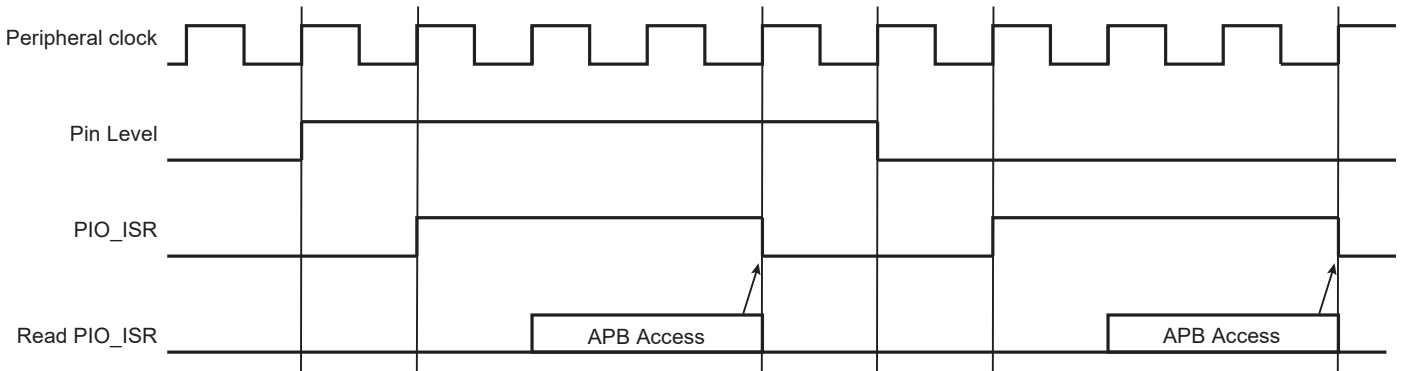 Peripheral clock
Pin Level
PIO_ISR
Read PIO_ISR
APB Access
APB Access